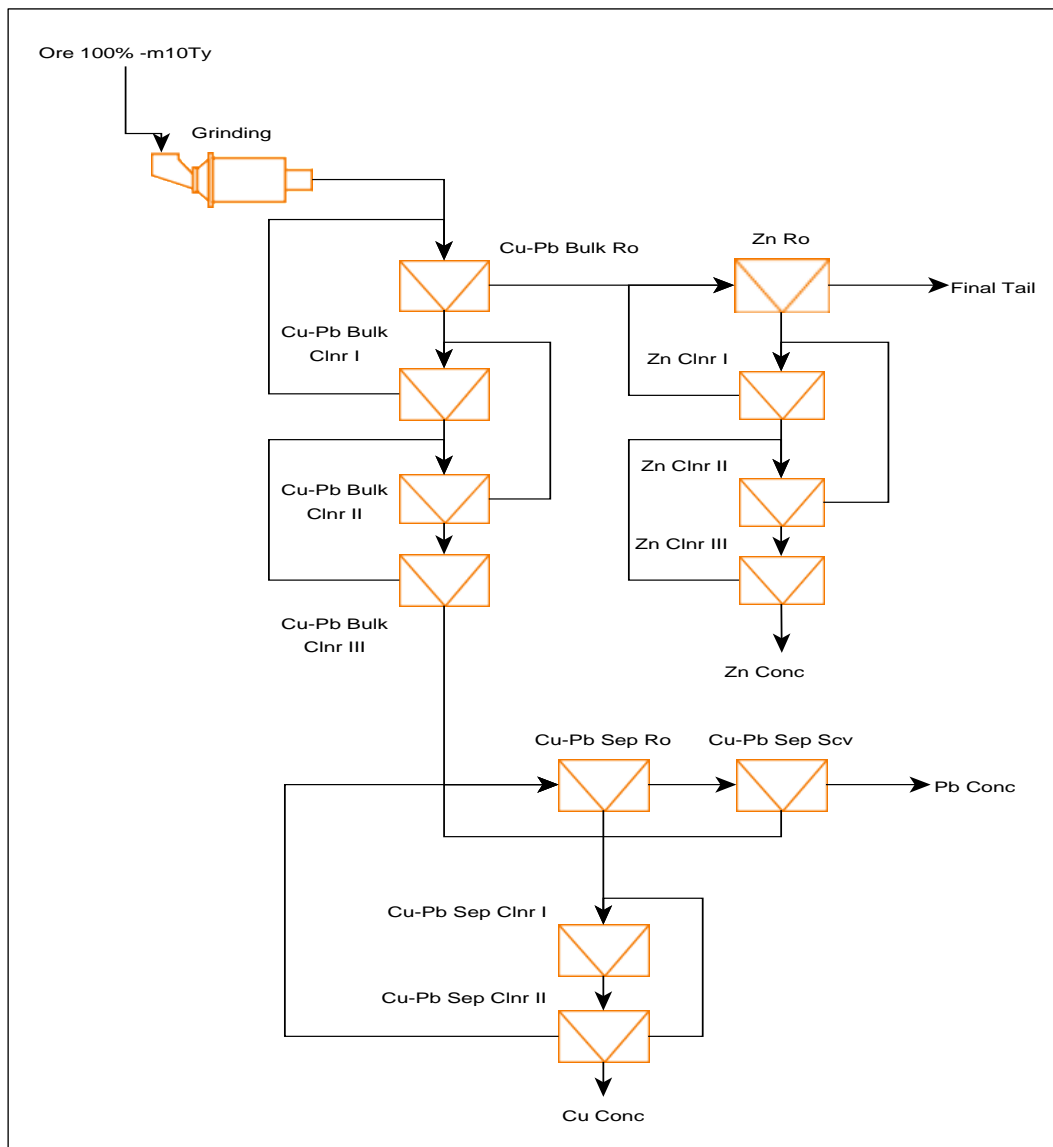 Ore 100% -m10Ty
Grinding
Cu-Pb Bulk Ro
Zn Ro
Final Tail
Cu-Pb Bulk
Clnr I
Zn Clnr I
Cu-Pb Bulk
Clnr II
Zn Clnr II
Zn Clnr III
Cu-Pb Bulk
Clnr III
Zn Conc
Cu-Pb Sep Ro
Cu-Pb Sep Scv
Pb Conc
Cu-Pb Sep Clnr I
Cu-Pb Sep Clnr II
Cu Conc